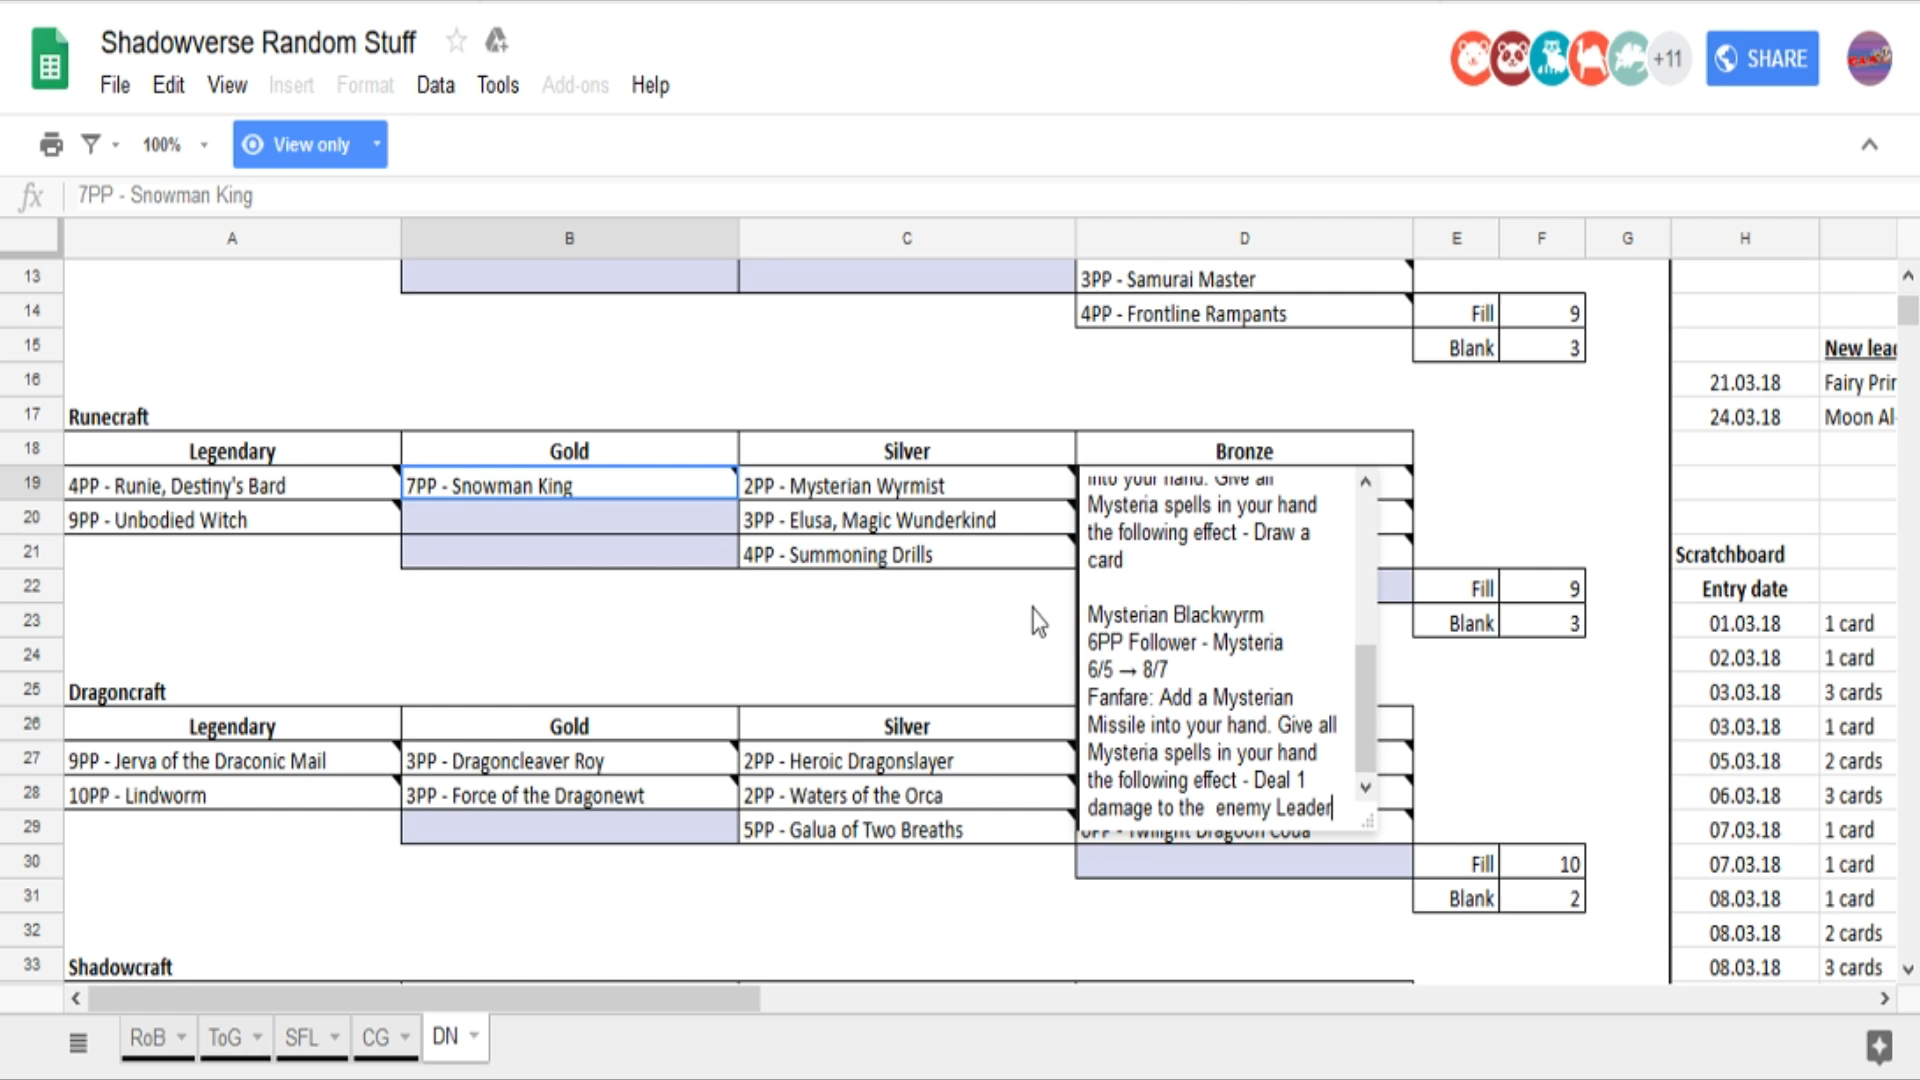 Shadowverse Random Stuff
File Edit View Insert Format Data Tools Add-ons Help
+11
SHARE
100%
View only
fx 7PP - Snowman King
A B C D E F G H
13 3PP - Samurai Master
14 4PP - Frontline Rampants Fill 9
15 Blank 3 New lea
16 21.03.18 Fairy Prin
17 Runecraft 24.03.18 Moon Al
18 Legendary Gold Silver Bronze
19 4PP - Runie, Destiny's Bard 7PP - Snowman King 2PP - Mysterian Wyrmist
20 9PP - Unbodied Witch 3PP - Elusa, Magic Wunderkind
21 4PP - Summoning Drills Scratchboard
22 Fill 9 Entry date
23 Blank 3 01.03.18 1 card
24 02.03.18 1 card
25 Dragoncraft 03.03.18 3 cards
26 Legendary Gold Silver 03.03.18 1 card
27 9PP - Jerva of the Draconic Mail 3PP - Dragoncleaver Roy 2PP - Heroic Dragonslayer 05.03.18 2 cards
28 10PP - Lindworm 3PP - Force of the Dragonewt 2PP - Waters of the Orca 06.03.18 3 cards
29 5PP - Galua of Two Breaths 6PP - Twilight Dragoon Coda 07.03.18 1 card
30 Fill 10 07.03.18 1 card
31 Blank 2 08.03.18 1 card
32 08.03.18 2 cards
33 Shadowcraft 08.03.18 3 cards
into your hand. Give all
Mysteria spells in your hand
the following effect - Draw a
card
Mysterian Blackwyrm
6PP Follower - Mysteria
6/5 → 8/7
Fanfare: Add a Mysterian
Missile into your hand. Give all
Mysteria spells in your hand
the following effect - Deal 1
damage to the  enemy Leader
RoB ToG SFL CG DN